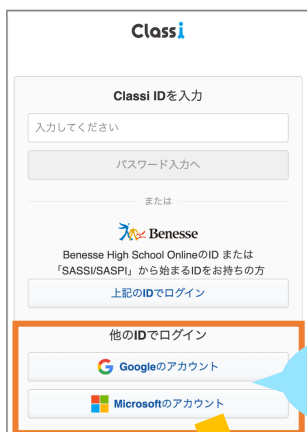 Classi
Classi IDを入力
入力してください
パスワード入力へ
または
Benesse
Benesse High School OnlineのID または
「SASSI/SASPI」から始まるIDをお持ちの方
上記のIDでログイン
他のIDでログイン
Googleのアカウント
Microsoftのアカウント